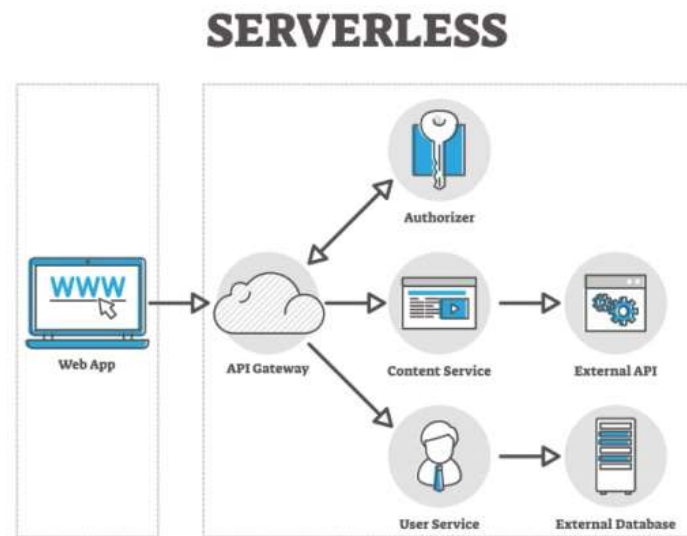 SERVERLESS
Authorizer
WWW
Web App
API Gateway
Content Service
External API
User Service
External Database